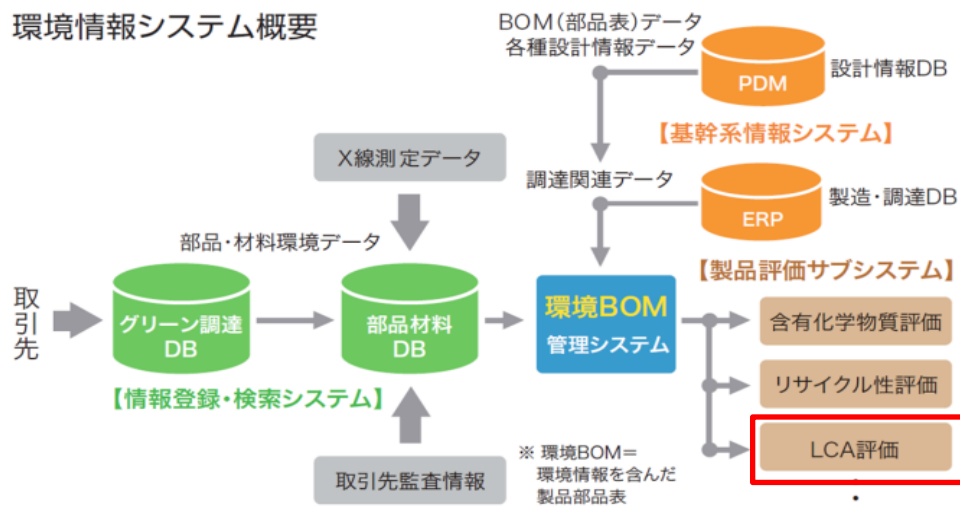 環境情報システム概要
BOM(部品表)データ
各種設計情報データ
PDM
設計情報DB
【基幹系情報システム】
X線測定データ
調達関連データ
ERP
製造・調達DB
部品・材料環境データ
【製品評価サブシステム】
取引先
グリーン調達
DB
部品材料
DB
環境BOM
管理システム
含有化学物質評価
リサイクル性評価
【情報登録・検索システム】
LCA評価
取引先監査情報
※ 環境BOM=
環境情報を含んだ
製品部品表